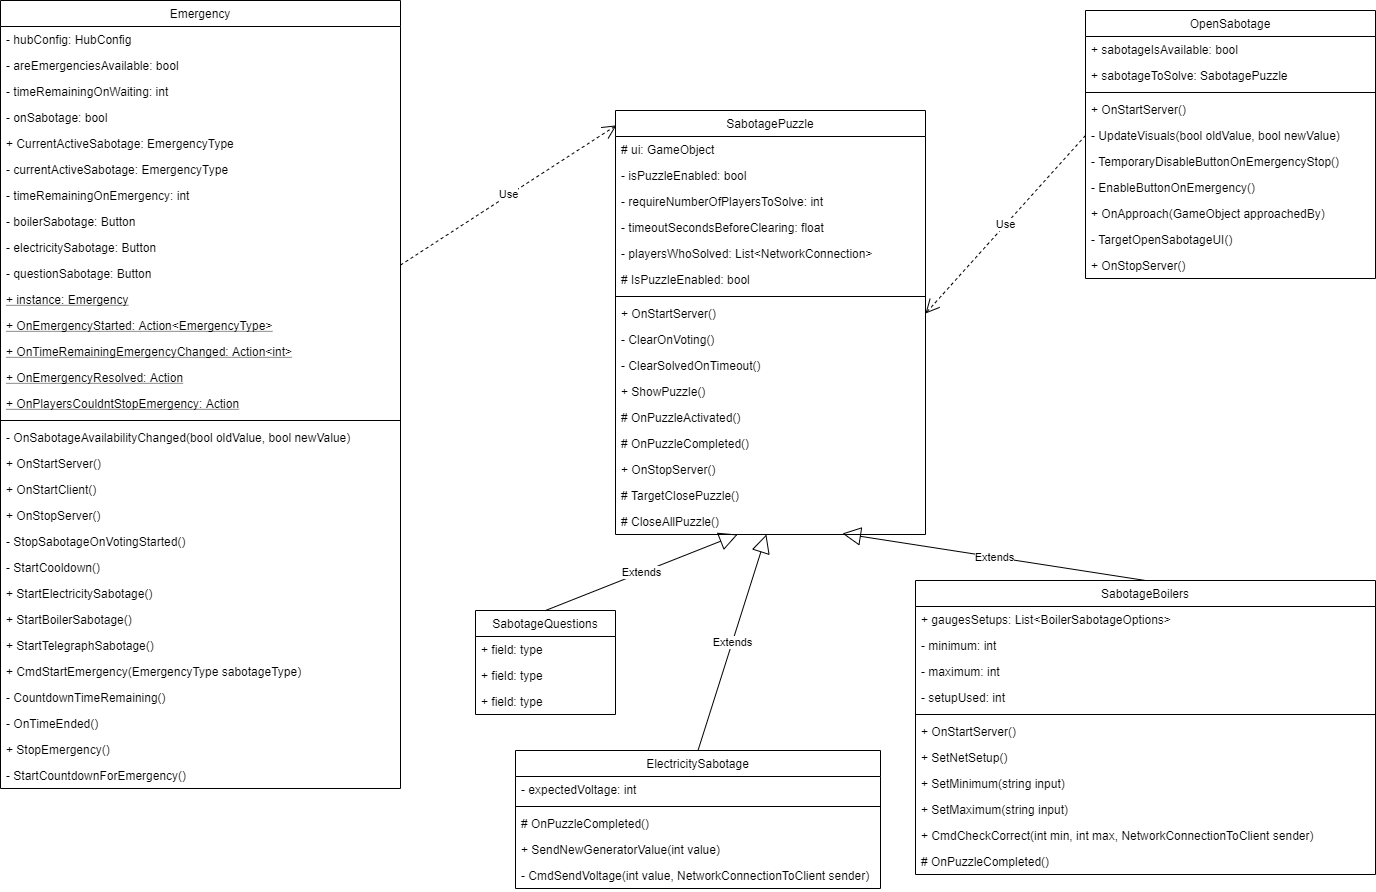 Emergency
- hubConfig: HubConfig
- areEmergenciesAvailable: bool
- timeRemainingOnWaiting: int
- onSabotage: bool
+ CurrentActiveSabotage: EmergencyType
- currentActiveSabotage: EmergencyType
- timeRemainingOnEmergency: int
- boilerSabotage: Button
- electricitySabotage: Button
- questionSabotage: Button
+ instance: Emergency
+ OnEmergencyStarted: Action<EmergencyType>
+ OnTimeRemainingEmergencyChanged: Action<int>
+ OnEmergencyResolved: Action
+ OnPlayersCouldntStopEmergency: Action
- OnSabotageAvailabilityChanged(bool oldValue, bool newValue)
+ OnStartServer()
+ OnStartClient()
+ OnStopServer()
- StopSabotageOnVotingStarted()
- StartCooldown()
+ StartElectricitySabotage()
+ StartBoilerSabotage()
+ StartTelegraphSabotage()
+ CmdStartEmergency(EmergencyType sabotageType)
- CountdownTimeRemaining()
- OnTimeEnded()
+ StopEmergency()
- StartCountdownForEmergency()
Use
SabotagePuzzle
# ui: GameObject
- isPuzzleEnabled: bool
- requireNumberOfPlayersToSolve: int
- timeoutSecondsBeforeClearing: float
- playersWhoSolved: List<NetworkConnection>
# IsPuzzleEnabled: bool
+ OnStartServer()
- ClearOnVoting()
- ClearSolvedOnTimeout()
+ ShowPuzzle()
# OnPuzzleActivated()
# OnPuzzleCompleted()
+ OnStopServer()
# TargetClosePuzzle()
# CloseAllPuzzle()
Use
OpenSabotage
+ sabotageIsAvailable: bool
+ sabotageToSolve: SabotagePuzzle
+ OnStartServer()
- UpdateVisuals(bool oldValue, bool newValue)
- TemporaryDisableButtonOnEmergencyStop()
- EnableButtonOnEmergency()
+ OnApproach(GameObject approachedBy)
- TargetOpenSabotageUI()
+ OnStopServer()
Extends
SabotageQuestions
+ field: type
+ field: type
+ field: type
Extends
ElectricitySabotage
- expectedVoltage: int
# OnPuzzleCompleted()
+ SendNewGeneratorValue(int value)
- CmdSendVoltage(int value, NetworkConnectionToClient sender)
Extends
SabotageBoilers
+ gaugesSetups: List<BoilerSabotageOptions>
- minimum: int
- maximum: int
- setupUsed: int
+ OnStartServer()
+ SetNetSetup()
+ SetMinimum(string input)
+ SetMaximum(string input)
+ CmdCheckCorrect(int min, int max, NetworkConnectionToClient sender)
# OnPuzzleCompleted()